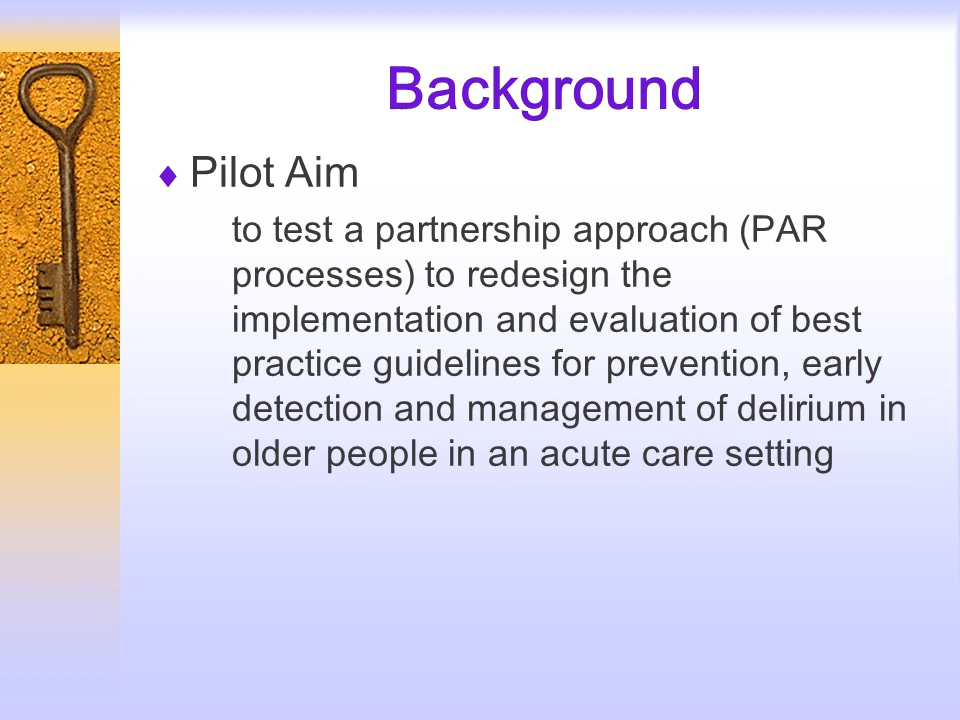 Background
♦ Pilot Aim
to test a partnership approach (PAR
processes) to redesign the
implementation and evaluation of best
practice guidelines for prevention, early
detection and management of delirium in
older people in an acute care setting